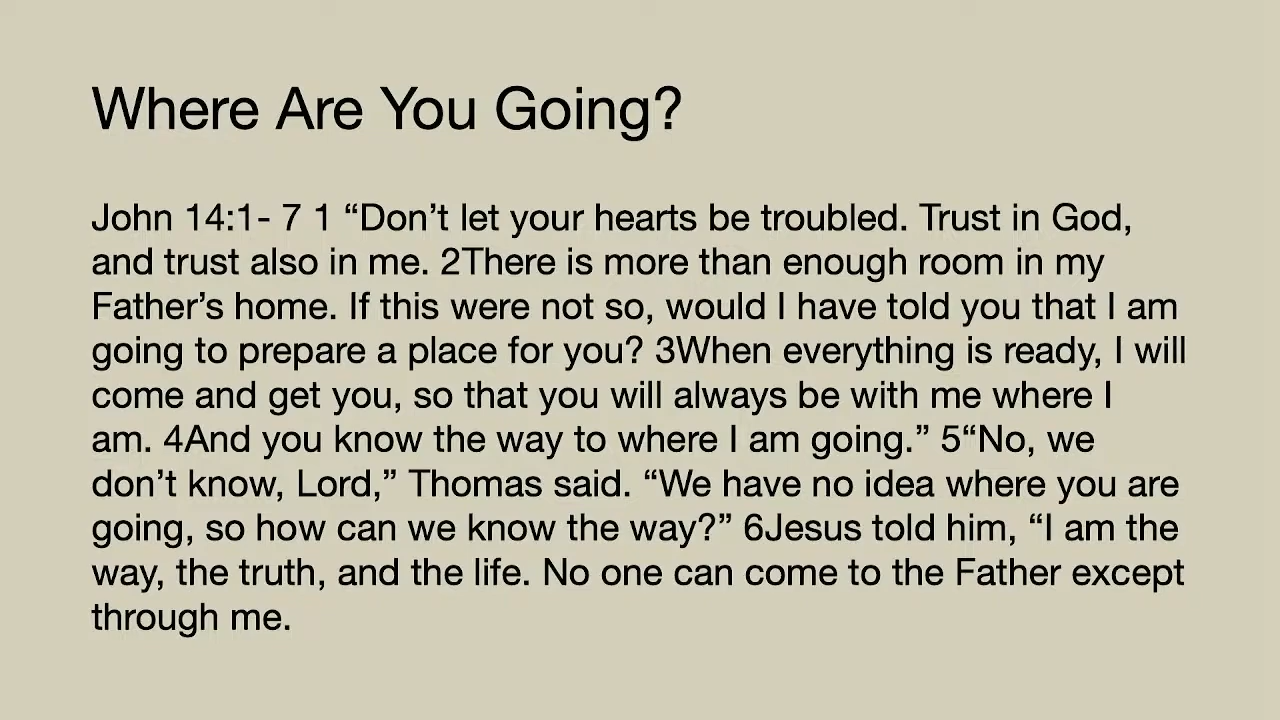 Where Are You Going?
John 14:1- 7 1 “Don’t let your hearts be troubled. Trust in God,
and trust also in me. 2There is more than enough room in my
Father’s home. If this were not so, would I have told you that I am
going to prepare a place for you? 3When everything is ready, I will
come and get you, so that you will always be with me where I
am. 4And you know the way to where I am going.” 5“No, we
don’t know, Lord,” Thomas said. “We have no idea where you are
going, so how can we know the way?” 6Jesus told him, “I am the
way, the truth, and the life. No one can come to the Father except
through me.